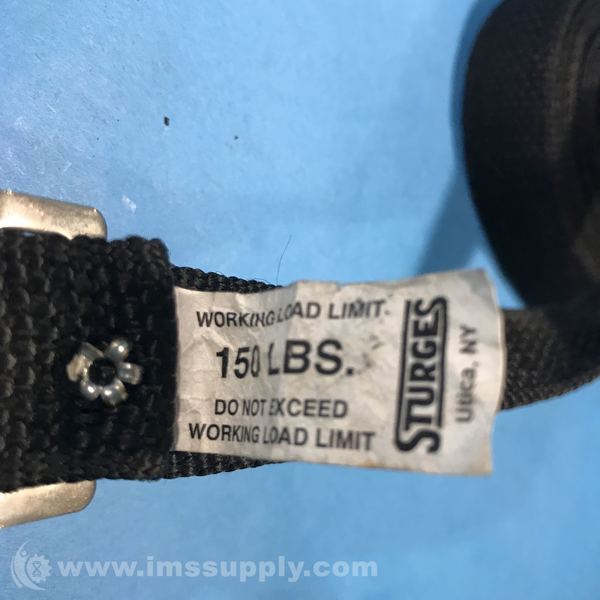 WORKING LOAD LIMIT
150 LBS.
DO NOT EXCEED
WORKING LOAD LIMIT
STURGES
Utica, NY
www.imssupply.com